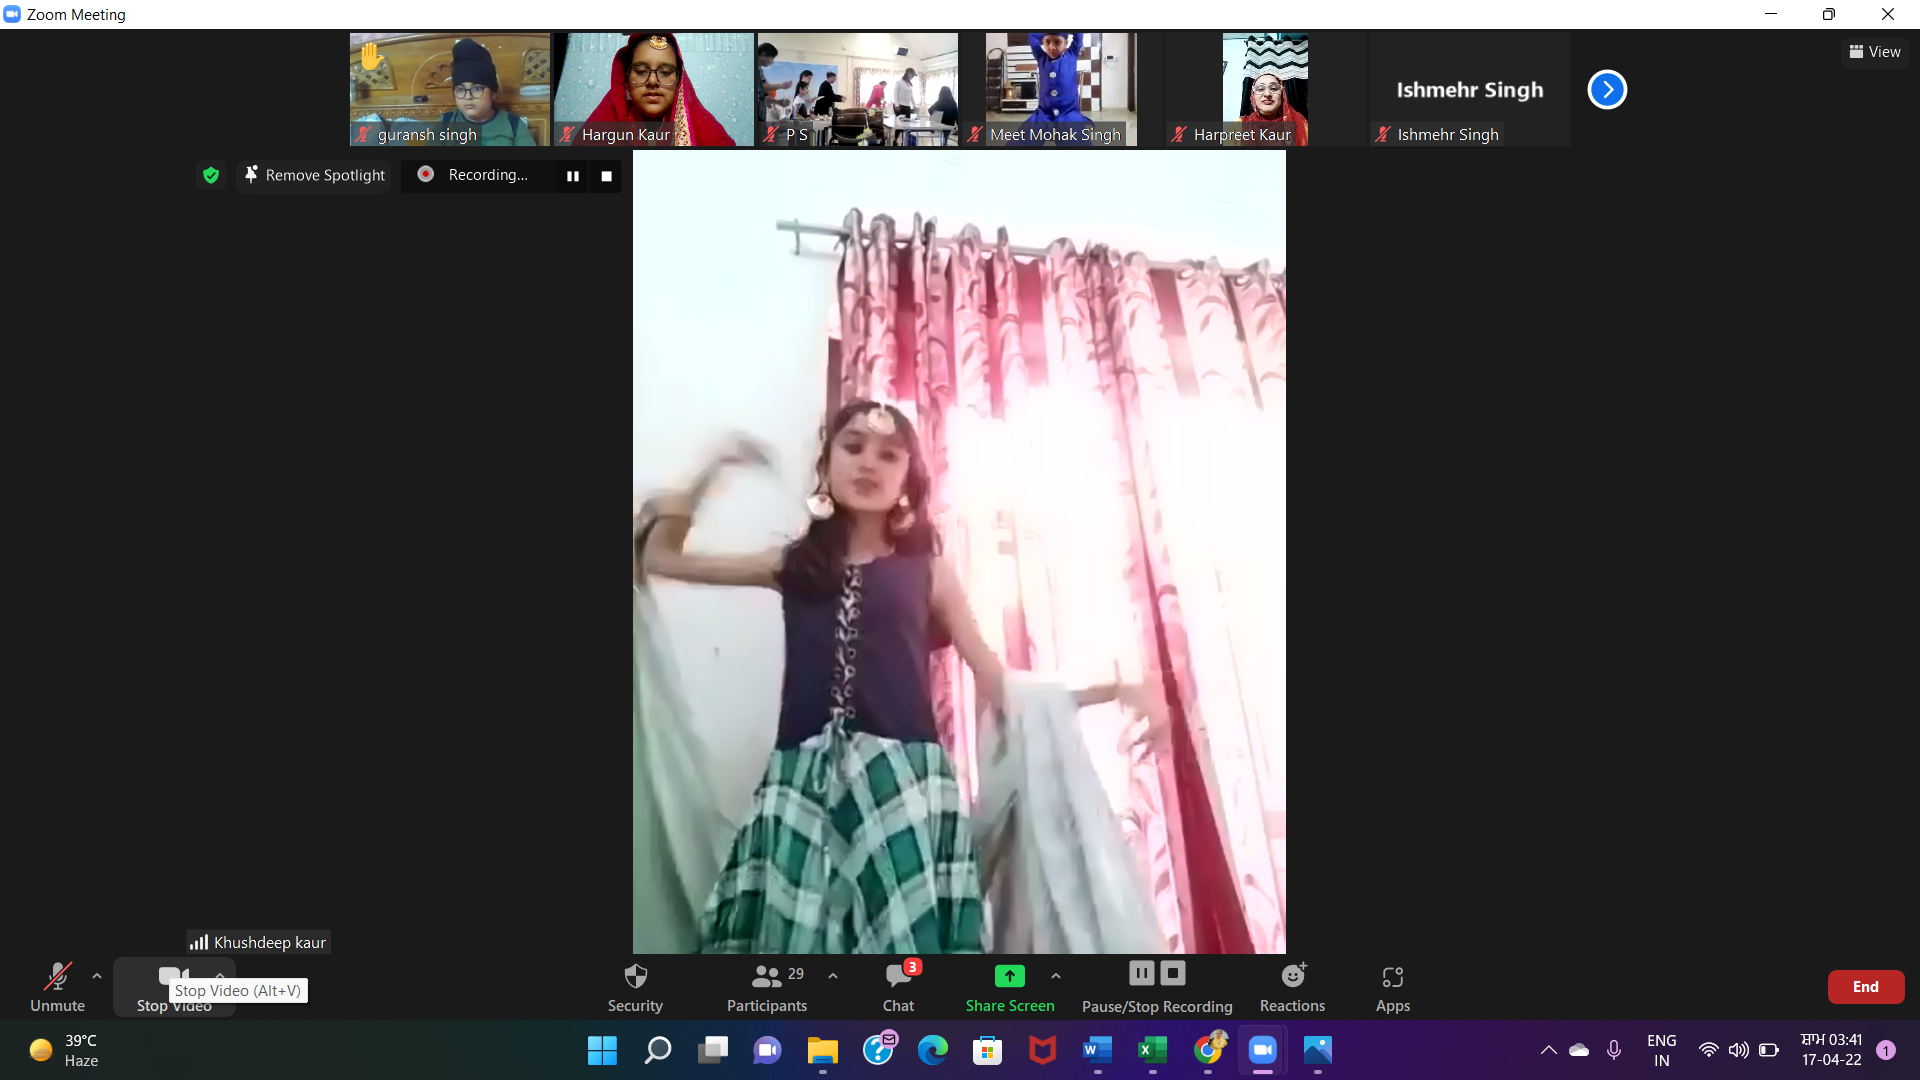 Zoom Meeting
View
guransh singh
Hargun Kaur
P S
Meet Mohak Singh
Harpreet Kaur
Ishmehr Singh
Ishmehr Singh
Remove Spotlight
Recording...
Khushdeep kaur
Unmute
Stop Video
Stop Video (Alt+V)
Security
29
Participants
3
Chat
Share Screen
Pause/Stop Recording
Reactions
Apps
End
39°C
Haze
ENG
IN
ਸ਼ਾਮ 03:41
17-04-22
1